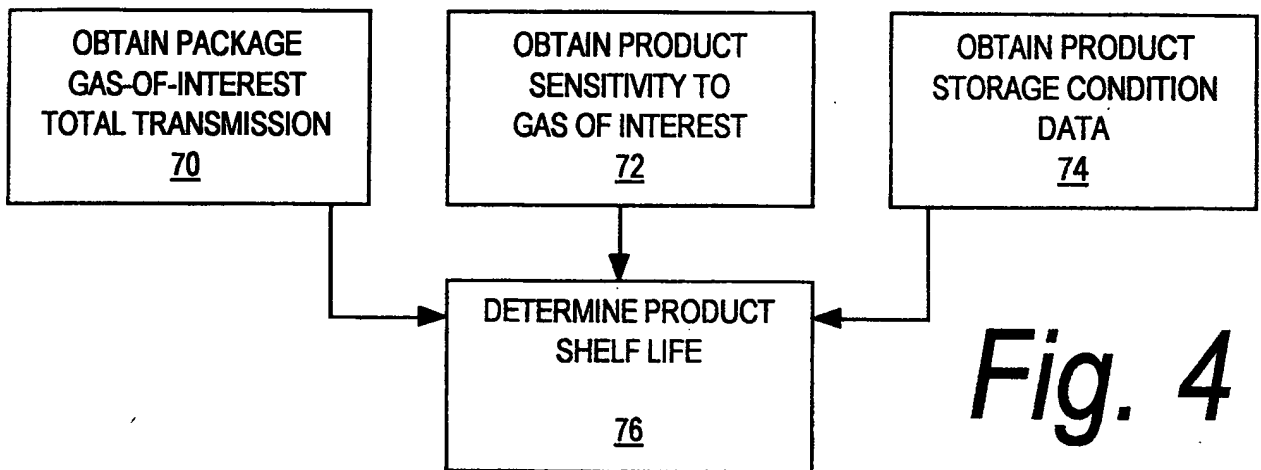 OBTAIN PACKAGE
GAS-OF-INTEREST
TOTAL TRANSMISSION
70
OBTAIN PRODUCT
SENSITIVITY TO
GAS OF INTEREST
72
OBTAIN PRODUCT
STORAGE CONDITION
DATA
74
DETERMINE PRODUCT
SHELF LIFE
76
Fig. 4